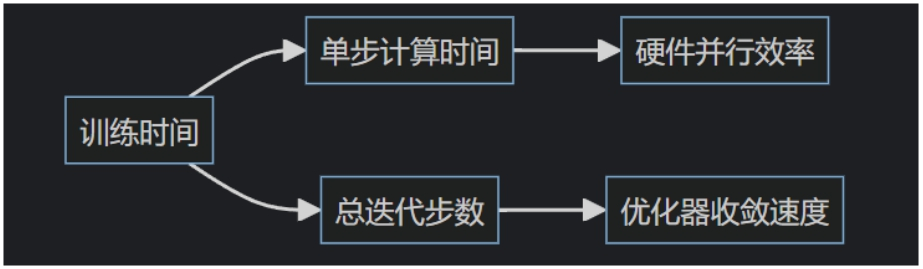 单步计算时间
硬件并行效率
训练时间
总迭代步数
优化器收敛速度